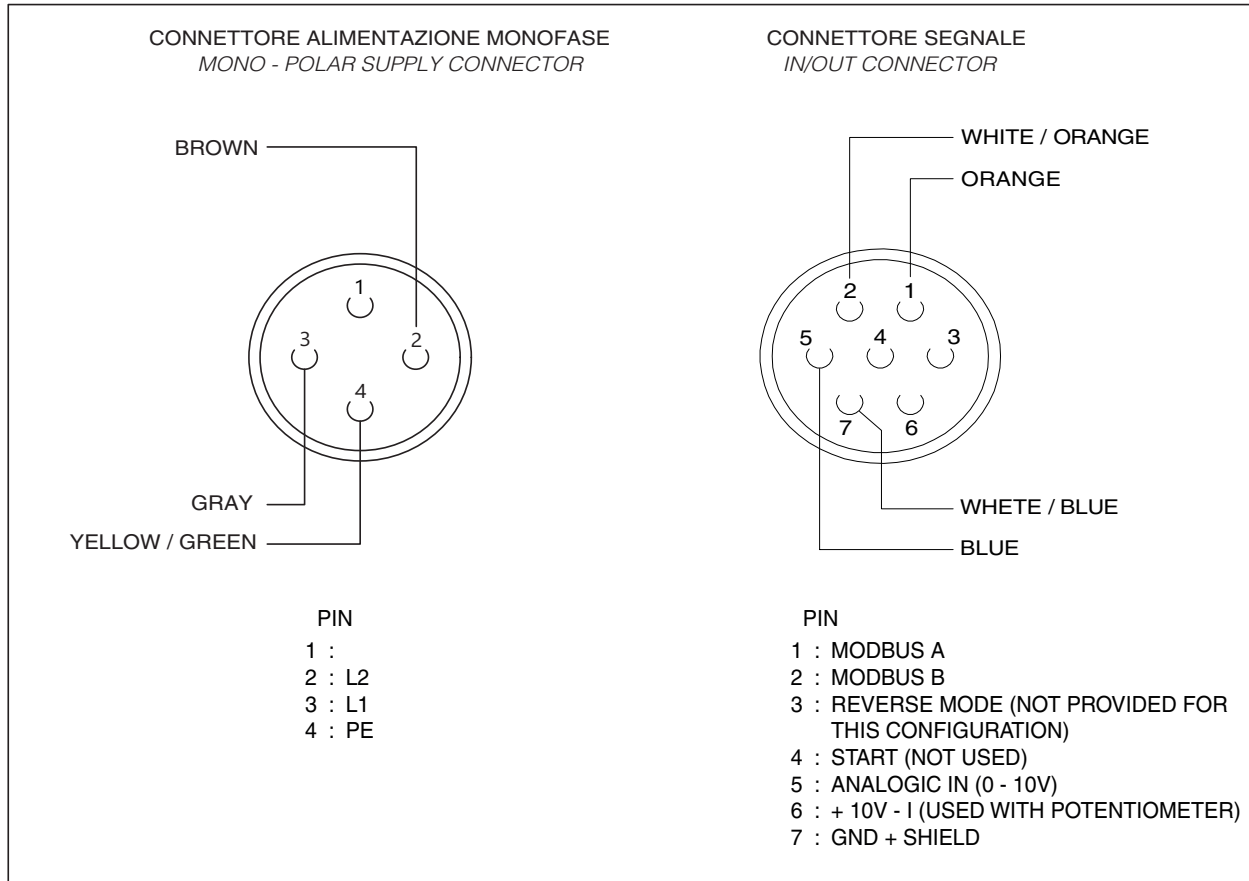 CONNETTORE ALIMENTAZIONE MONOFASE
MONO - POLAR SUPPLY CONNECTOR
BROWN
1
3
2
4
GRAY
YELLOW / GREEN
PIN
1 :
2 : L2
3 : L1
4 : PE
CONNETTORE SEGNALE
IN/OUT CONNECTOR
WHITE / ORANGE
ORANGE
2 1
5 4 3
7 6
WHETE / BLUE
BLUE
PIN
1 : MODBUS A
2 : MODBUS B
3 : REVERSE MODE (NOT PROVIDED FOR
THIS CONFIGURATION)
4 : START (NOT USED)
5 : ANALOGIC IN (0 - 10V)
6 : + 10V - I (USED WITH POTENTIOMETER)
7 : GND + SHIELD